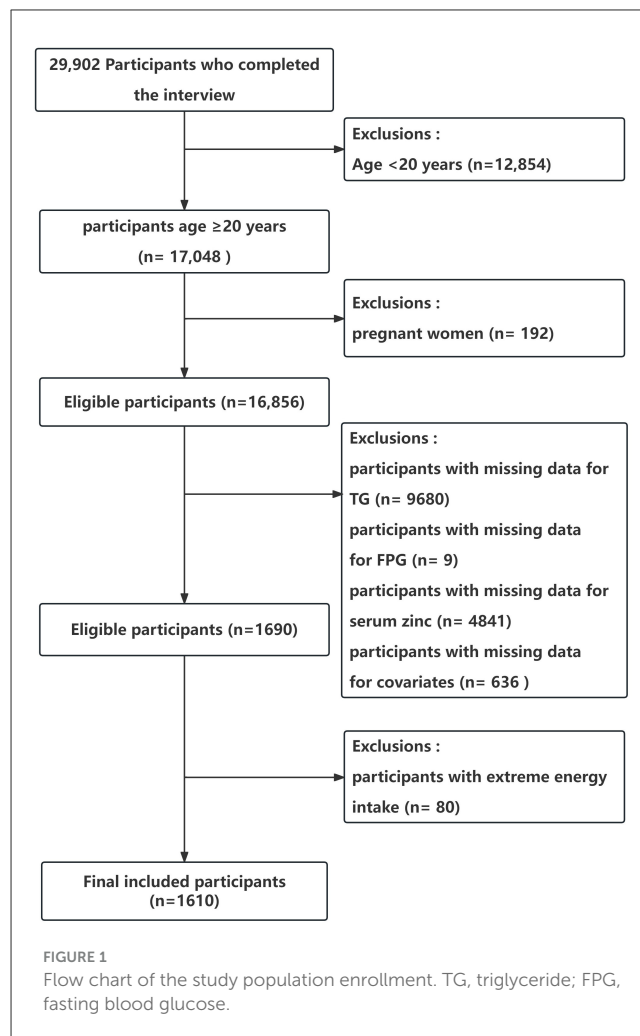 29,902 Participants who completed
the interview
Exclusions :
Age <20 years (n=12,854)
participants age ≥20 years
(n= 17,048 )
Exclusions :
pregnant women (n= 192)
Eligible participants (n=16,856)
Exclusions :
participants with missing data for
TG (n= 9680)
participants with missing data
for FPG (n= 9)
participants with missing data for
serum zinc (n= 4841)
participants with missing data
for covariates (n= 636 )
Eligible participants (n=1690)
Exclusions :
participants with extreme energy
intake (n= 80)
Final included participants
(n=1610)
FIGURE 1
Flow chart of the study population enrollment. TG, triglyceride; FPG,
fasting blood glucose.